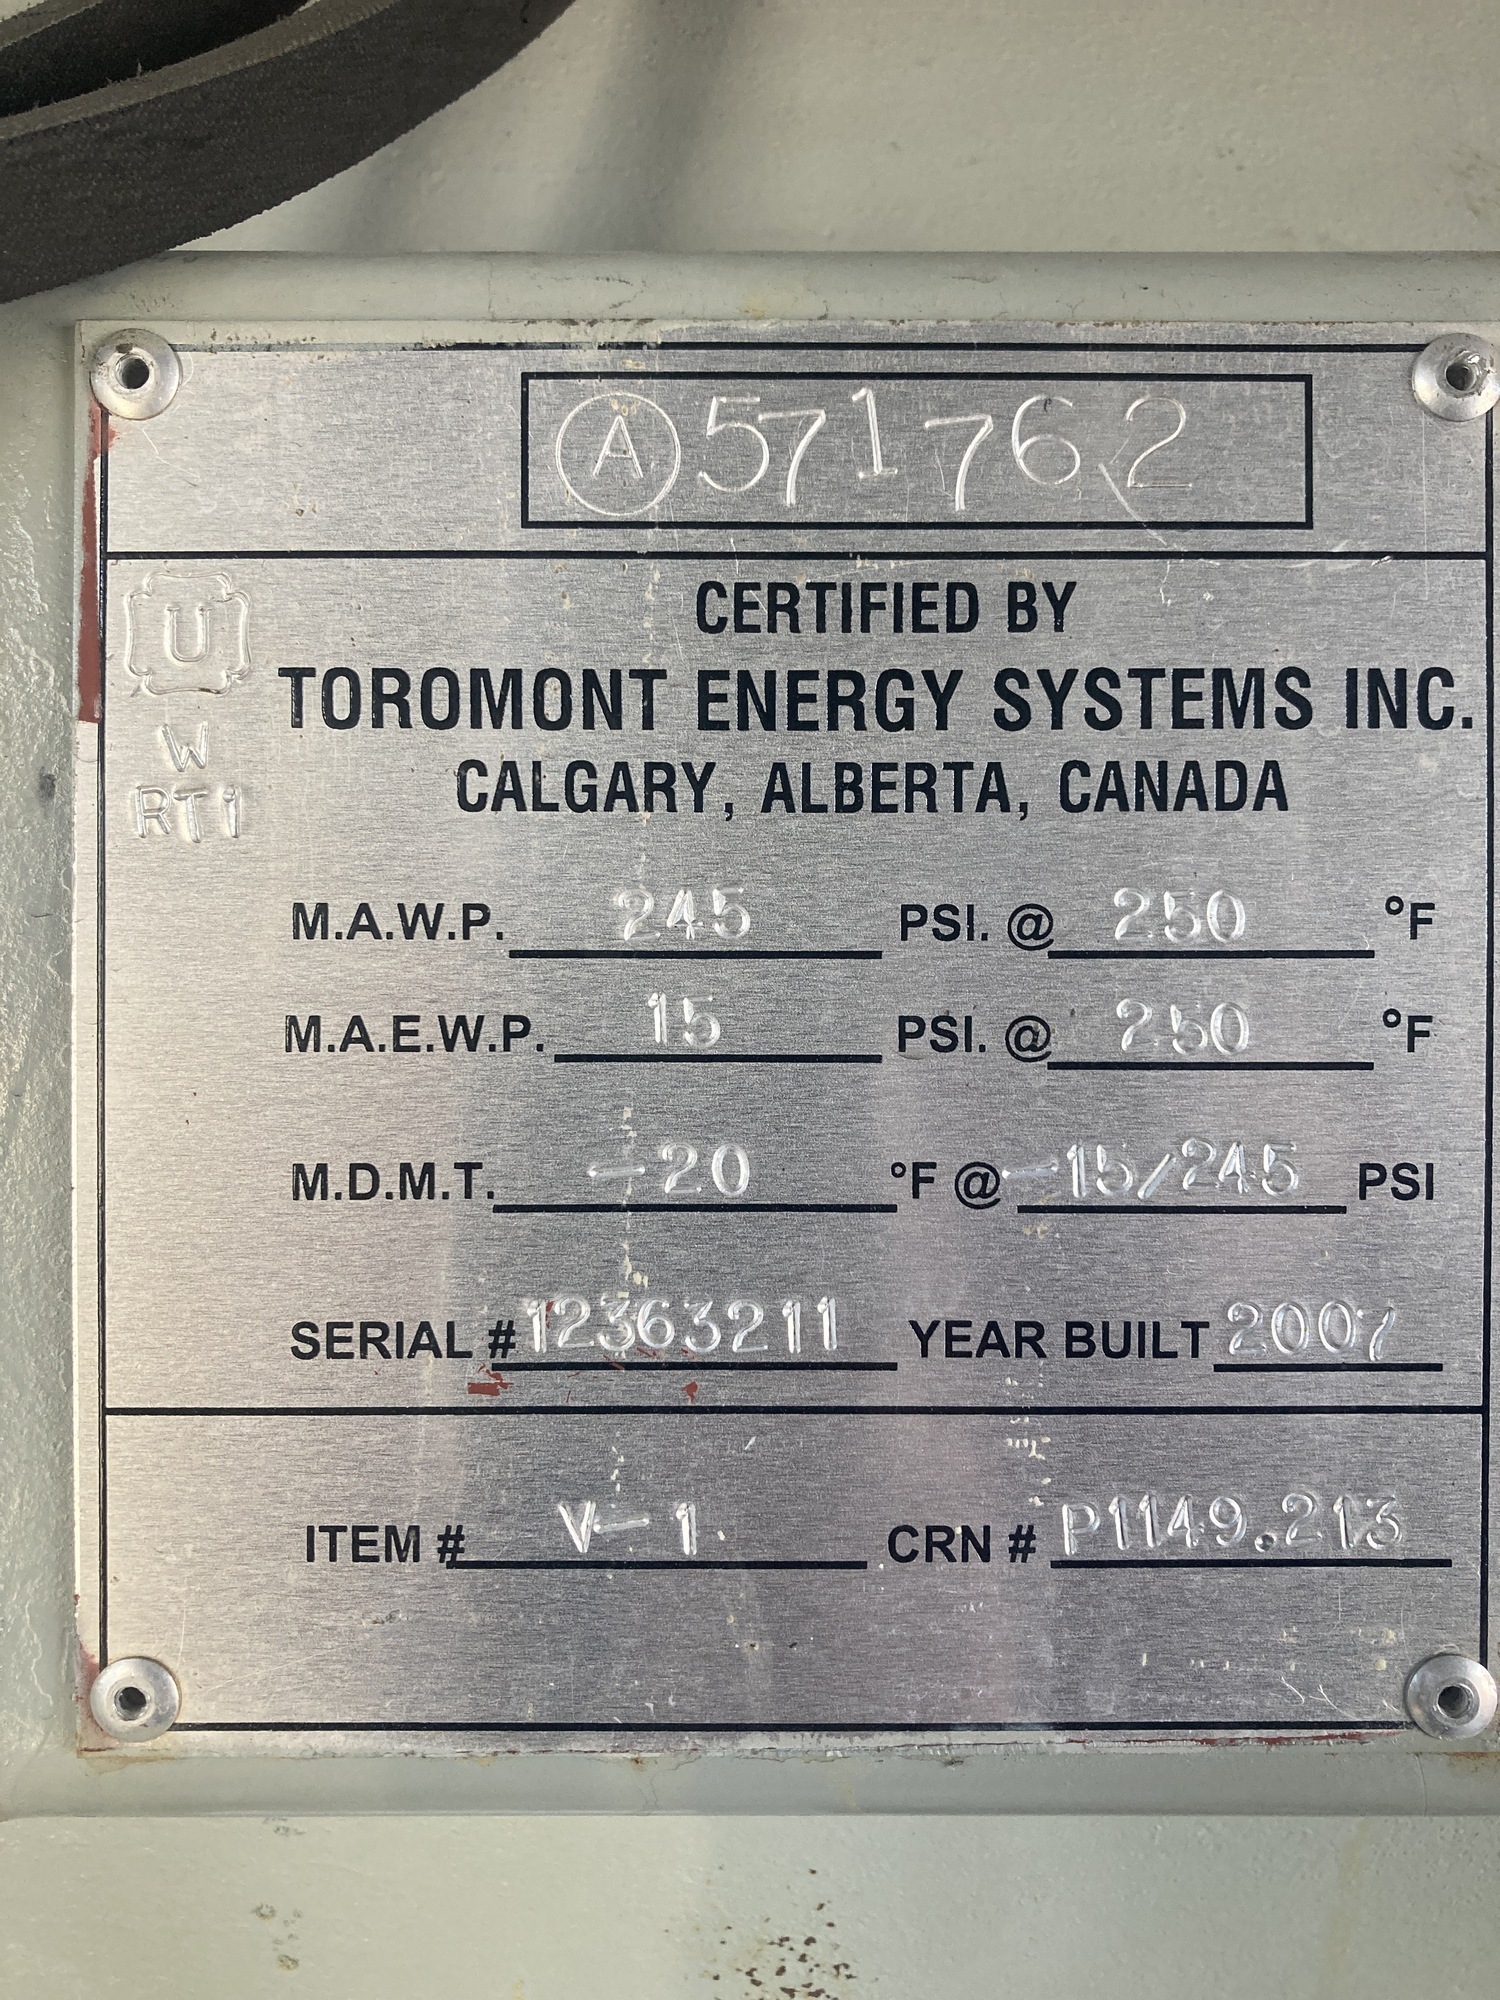 A 571762
U
W
RT1
CERTIFIED BY
TOROMONT ENERGY SYSTEMS INC.
CALGARY, ALBERTA, CANADA
M.A.W.P. 245 PSI. @ 250 °F
M.A.E.W.P. 15 PSI. @ 250 °F
M.D.M.T. -20 °F @ -15/245 PSI
SERIAL # 12363211 YEAR BUILT 2007
ITEM # V-1 CRN # P1149.213